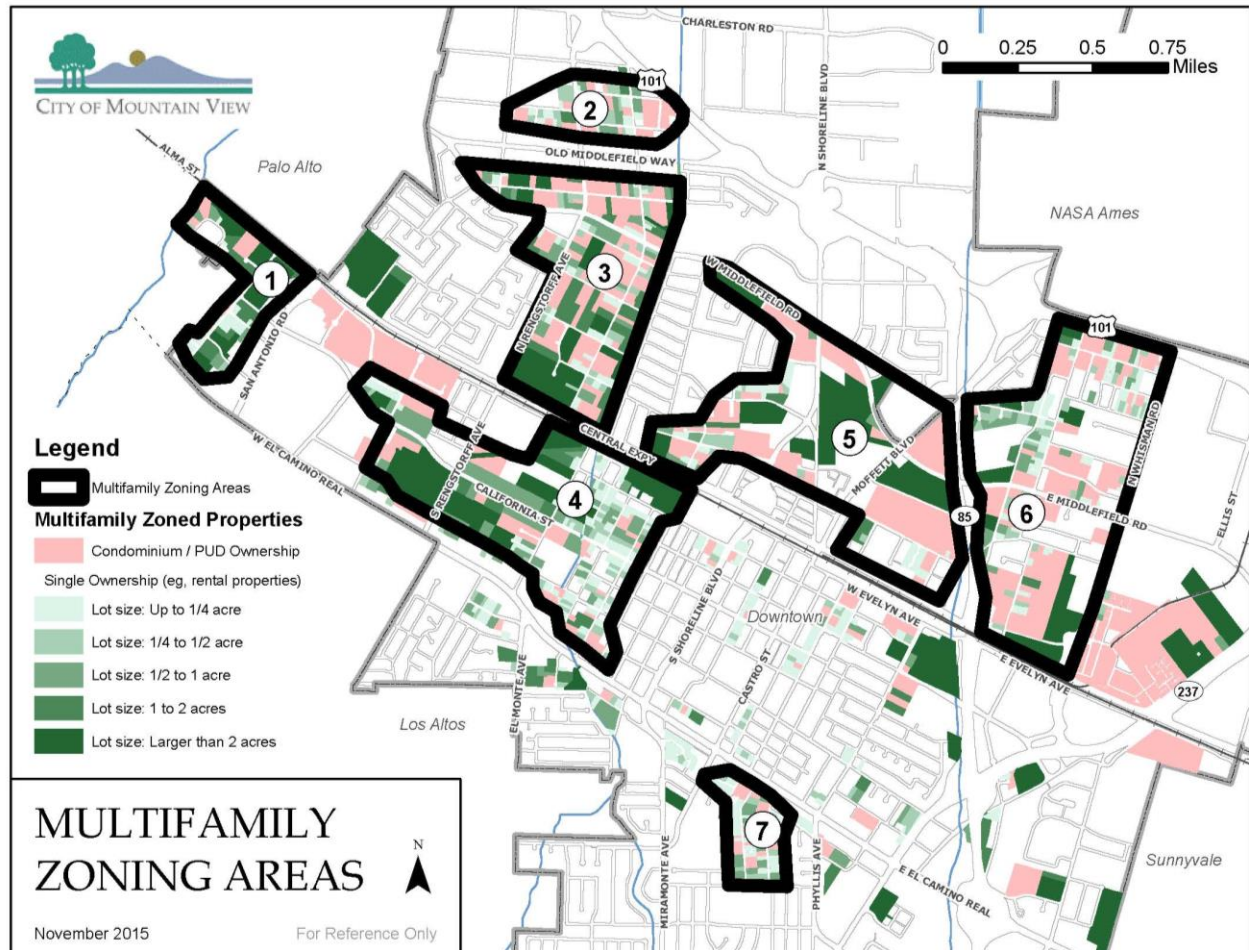 CHARLESTON RD
0 0.25 0.5 0.75
Miles
CITY OF MOUNTAIN VIEW
101
2
N SHORELINE BLVD
OLD MIDDLEFIELD WAY
ALMA ST
Palo Alto
NASA Ames
1
3
N RENGSTORFF AVE
W MIDDLEFIELD RD
SAN ANTONIO RD
101
N WHISMAN RD
ELLIS ST
W EL CAMINO REAL
S RENGSTORFF AVE
CENTRAL EXPY
CALIFORNIA ST
4
5
MOFFETT BLVD
85
6
E MIDDLEFIELD RD
Legend
Multifamily Zoning Areas
Multifamily Zoned Properties
Condominium / PUD Ownership
Single Ownership (eg, rental properties)
Lot size: Up to 1/4 acre
Lot size: 1/4 to 1/2 acre
Lot size: 1/2 to 1 acre
Lot size: 1 to 2 acres
Lot size: Larger than 2 acres
S SHORELINE BLVD
Downtown
W EVELYN AVE
CASTRO ST
E EVELYN AVE
237
EL MONTE AVE
Los Altos
7
MIRAMONTE AVE
PHYLLIS AVE
E EL CAMINO REAL
Sunnyvale
MULTIFAMILY
ZONING AREAS
N
November 2015
For Reference Only